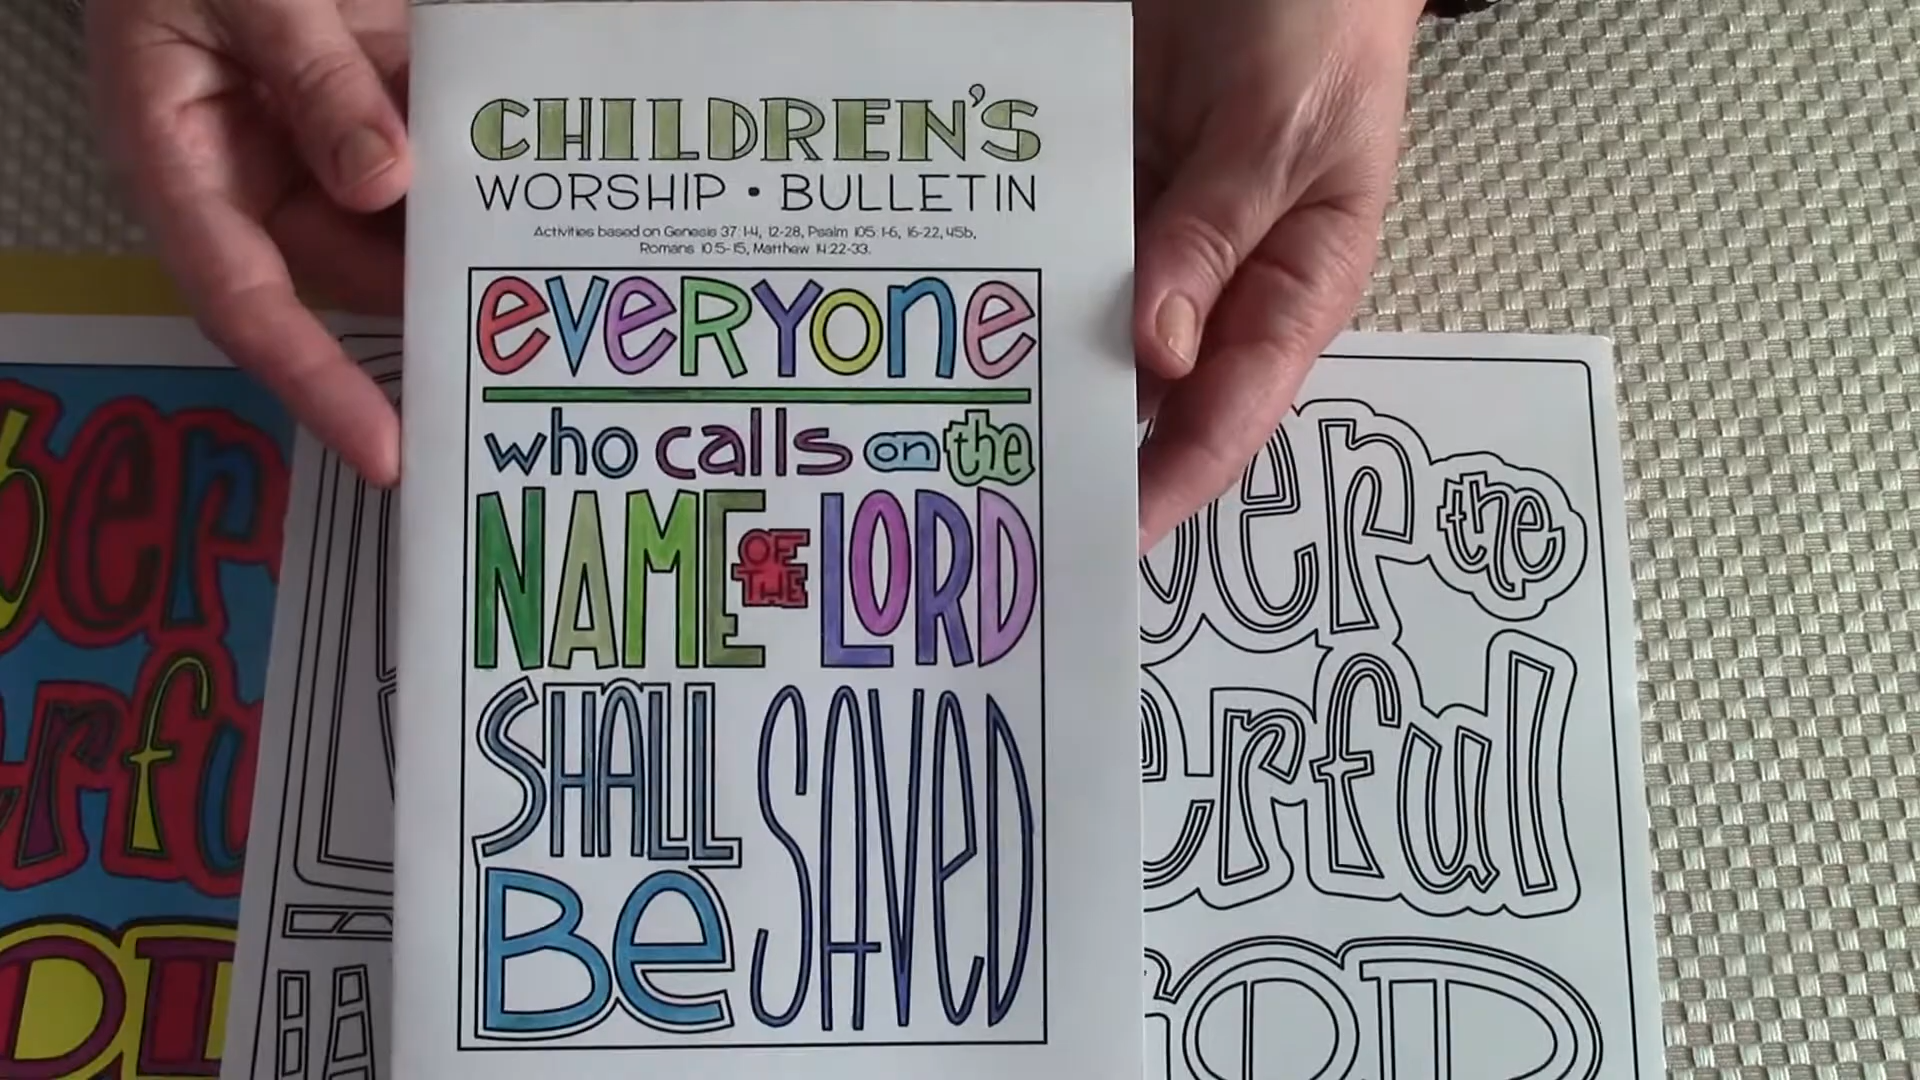 CHILDREN'S
WORSHIP • BULLETIN
Activities based on Genesis 37:1-4, 12-28, Psalm 105:1-6, 16-22, 45b,
Romans 10:5-15, Matthew 14:22-33.
everyone
who calls on the
NAME OF THE LORD
SHALL
Be SAVeD
the